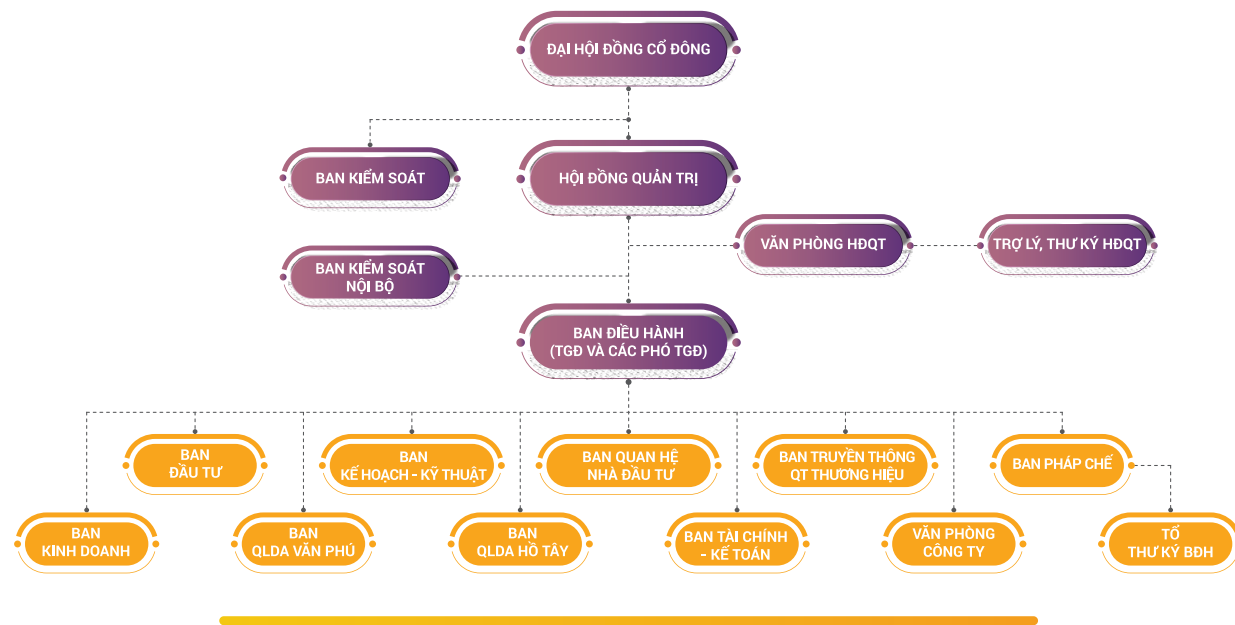 ĐẠI HỘI ĐỒNG CỔ ĐÔNG
BAN KIỂM SOÁT
HỘI ĐỒNG QUẢN TRỊ
VĂN PHÒNG HĐQT
TRỢ LÝ, THƯ KÝ HĐQT
BAN KIỂM SOÁT
NỘI BỘ
BAN ĐIỀU HÀNH
(TGĐ VÀ CÁC PHÓ TGĐ)
BAN
ĐẦU TƯ
BAN
KẾ HOẠCH – KỸ THUẬT
BAN QUAN HỆ
NHÀ ĐẦU TƯ
BAN TRUYỀN THÔNG
QT THƯƠNG HIỆU
BAN PHÁP CHẾ
BAN
KINH DOANH
BAN
QLDA VĂN PHÚ
BAN
QLDA HỒ TÂY
BAN TÀI CHÍNH
– KẾ TOÁN
VĂN PHÒNG
CÔNG TY
TỔ
THƯ KÝ BĐH